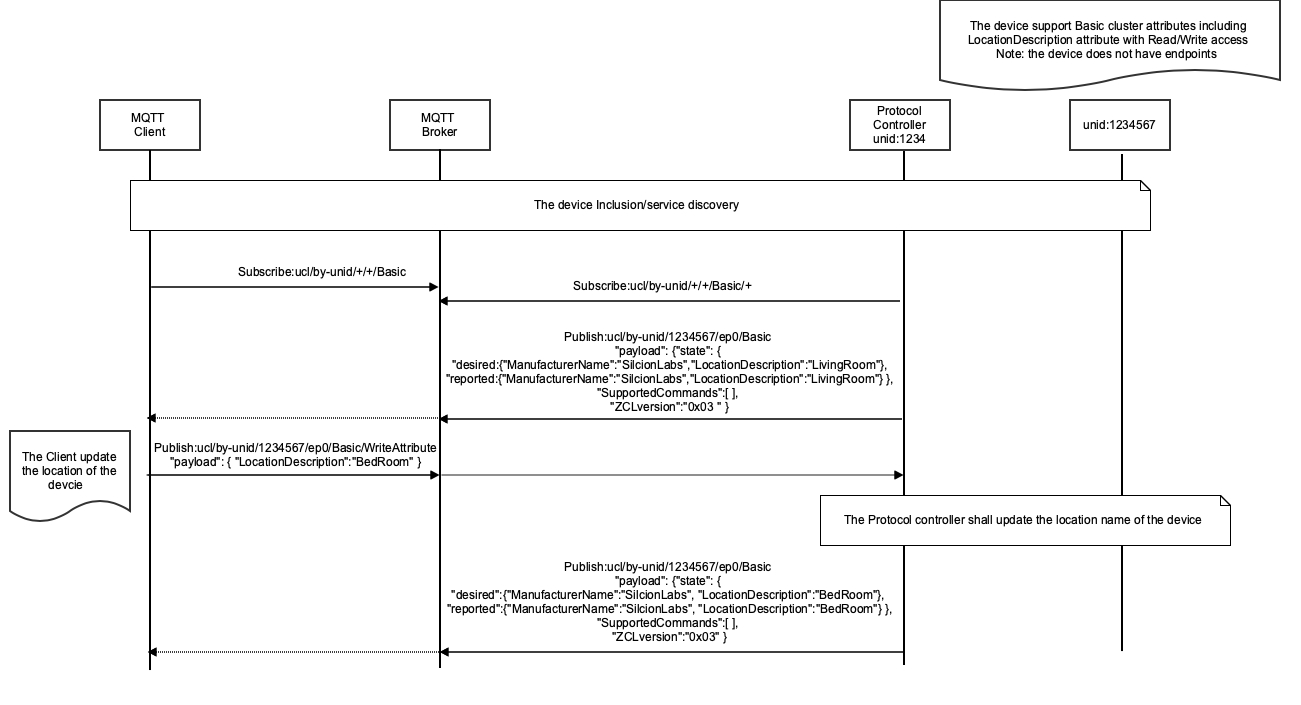 The device support Basic cluster attributes including
LocationDescription attribute with Read/Write access
Note: the device does not have endpoints
MQTT
Client
MQTT
Broker
Protocol
Controller
unid:1234
unid:1234567
The device Inclusion/service discovery
Subscribe:ucl/by-unid/+/+/Basic
Subscribe:ucl/by-unid/+/+/Basic/+
Publish:ucl/by-unid/1234567/ep0/Basic
"payload": {"state": {
"desired:{"ManufacturerName":"SilcionLabs","LocationDescription":"LivingRoom"},
"reported:{"ManufacturerName":"SilcionLabs","LocationDescription":"LivingRoom"} },
"SupportedCommands":[ ],
"ZCLversion":"0x03 " }
The Client update
the location of the
devcie
Publish:ucl/by-unid/1234567/ep0/Basic/WriteAttribute
"payload": { "LocationDescription":"BedRoom" }
The Protocol controller shall update the location name of the device
Publish:ucl/by-unid/1234567/ep0/Basic
"payload": {"state": {
"desired":{"ManufacturerName":"SilcionLabs", "LocationDescription":"BedRoom"},
"reported":{"ManufacturerName":"SilcionLabs", "LocationDescription":"BedRoom"} },
"SupportedCommands":[ ],
"ZCLversion":"0x03" }